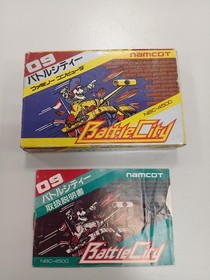 09
namcot
バトルシティー
ファミリーコンピュータ
NBC-4500
Battle City
09
namcot
バトルシティー
取扱説明書
NBC-4500
Battle City